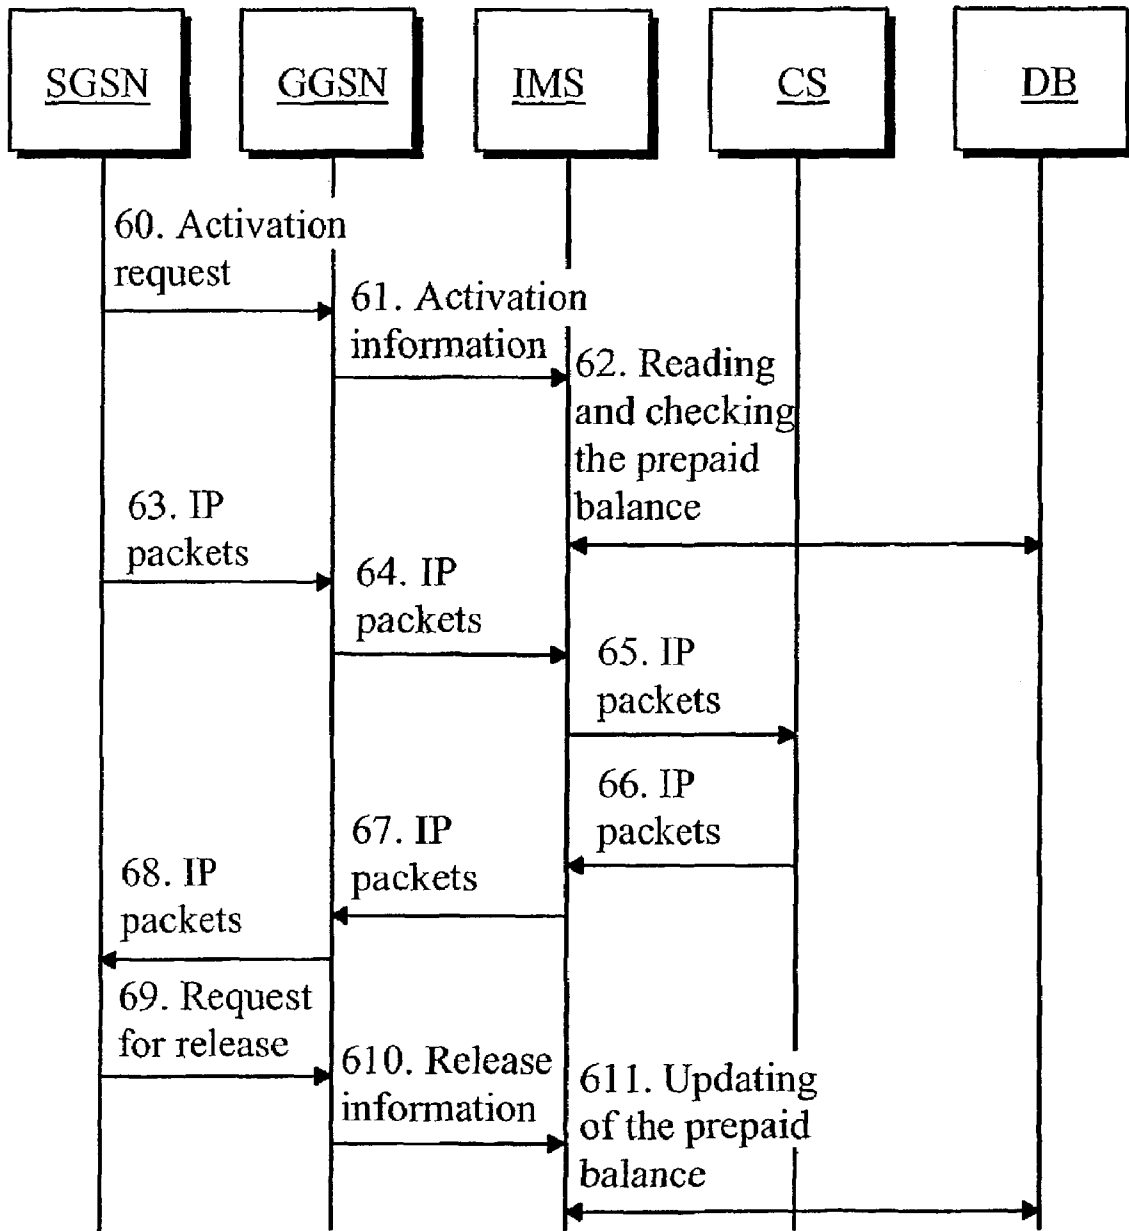 SGSN GGSN IMS CS DB
60. Activation
request
61. Activation
information
62. Reading
and checking
the prepaid
balance
63. IP
packets
64. IP
packets
65. IP
packets
66. IP
packets
67. IP
packets
68. IP
packets
69. Request
for release
610. Release
information
611. Updating
of the prepaid
balance